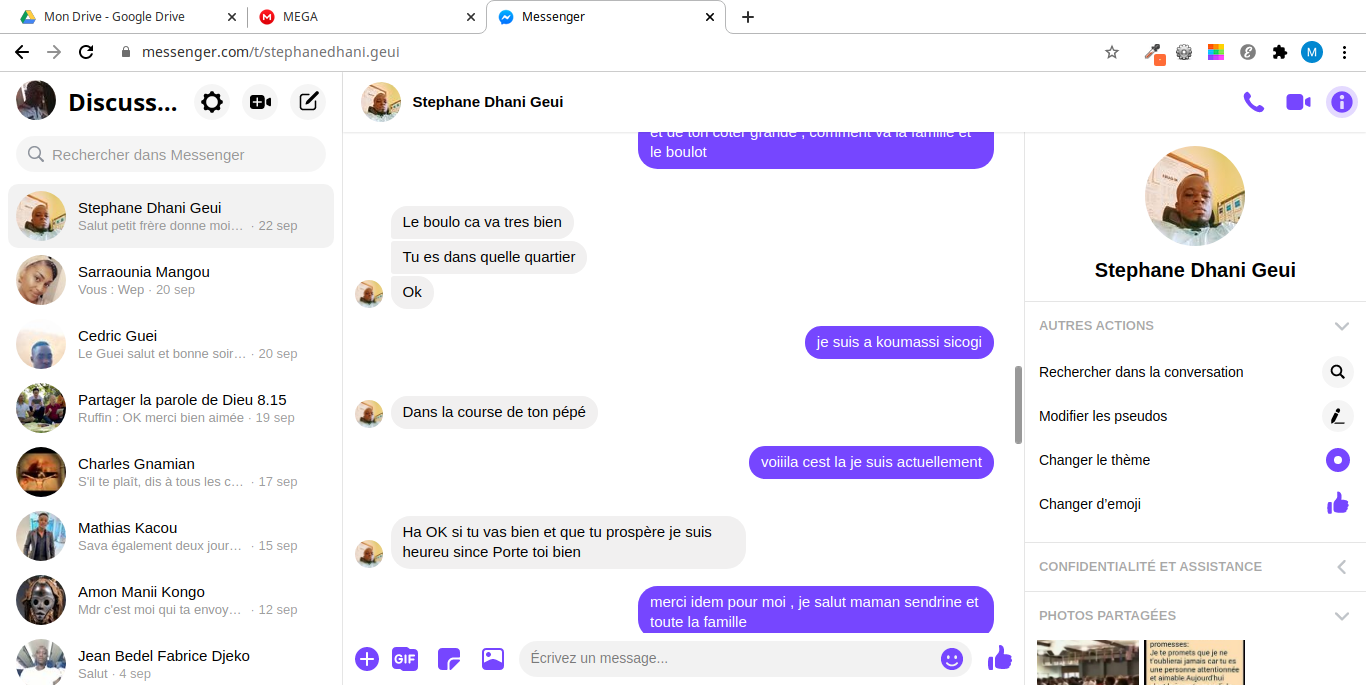 Mon Drive - Google Drive
MEGA
Messenger
messenger.com/t/stephanedhani.geui
M
Discuss...
Rechercher dans Messenger
Stephane Dhani Geui
Salut petit frère donne moi… · 22 sep
Sarraounia Mangou
Vous : Wep · 20 sep
Cedric Guei
Le Guei salut et bonne soir… · 20 sep
Partager la parole de Dieu 8.15
Ruffin : OK merci bien aimée · 19 sep
Charles Gnamian
S'il te plaît, dis à tous les c… · 17 sep
Mathias Kacou
Sava également deux jour… · 15 sep
Amon Manii Kongo
Mdr c'est moi qui ta envoy… · 12 sep
Jean Bedel Fabrice Djeko
Salut · 4 sep
Stephane Dhani Geui
et de ton coter grande , comment va la famille et
le boulot
Le boulo ca va tres bien
Tu es dans quelle quartier
Ok
je suis a koumassi sicogi
Dans la course de ton pépé
voiiila cest la je suis actuellement
Ha OK si tu vas bien et que tu prospère je suis
heureu since Porte toi bien
merci idem pour moi , je salut maman sendrine et
toute la famille
GIF
Écrivez un message...
Stephane Dhani Geui
AUTRES ACTIONS
Rechercher dans la conversation
Modifier les pseudos
Changer le thème
Changer d’emoji
CONFIDENTIALITÉ ET ASSISTANCE
PHOTOS PARTAGÉES
promesses:
Je te promets que je ne
t'oublierai jamais car tu es
une personne attentionnée
et aimable.Aujourd'hui